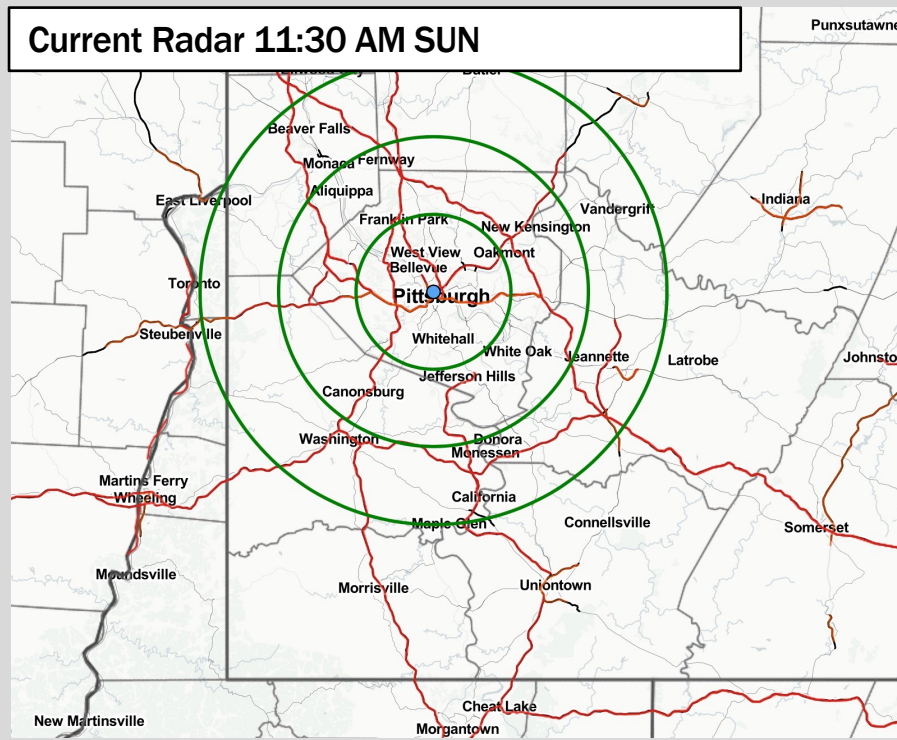 Current Radar 11:30 AM SUN
Butler
Beaver Falls
Monaca
Fernway
Aliquippa
East Liverpool
Vandergrift
Indiana
Franklin Park
New Kensington
West View
Oakmont
Bellevue
Toronto
Pittsburgh
Steubenville
Whitehall
White Oak
Jeannette
Latrobe
Jefferson Hills
Canonsburg
Washington
Donora
Monessen
Martins Ferry
Wheeling
California
Maple Glen
Connellsville
Somerset
Moundsville
Morrisville
Uniontown
Cheat Lake
New Martinsville
Morgantown